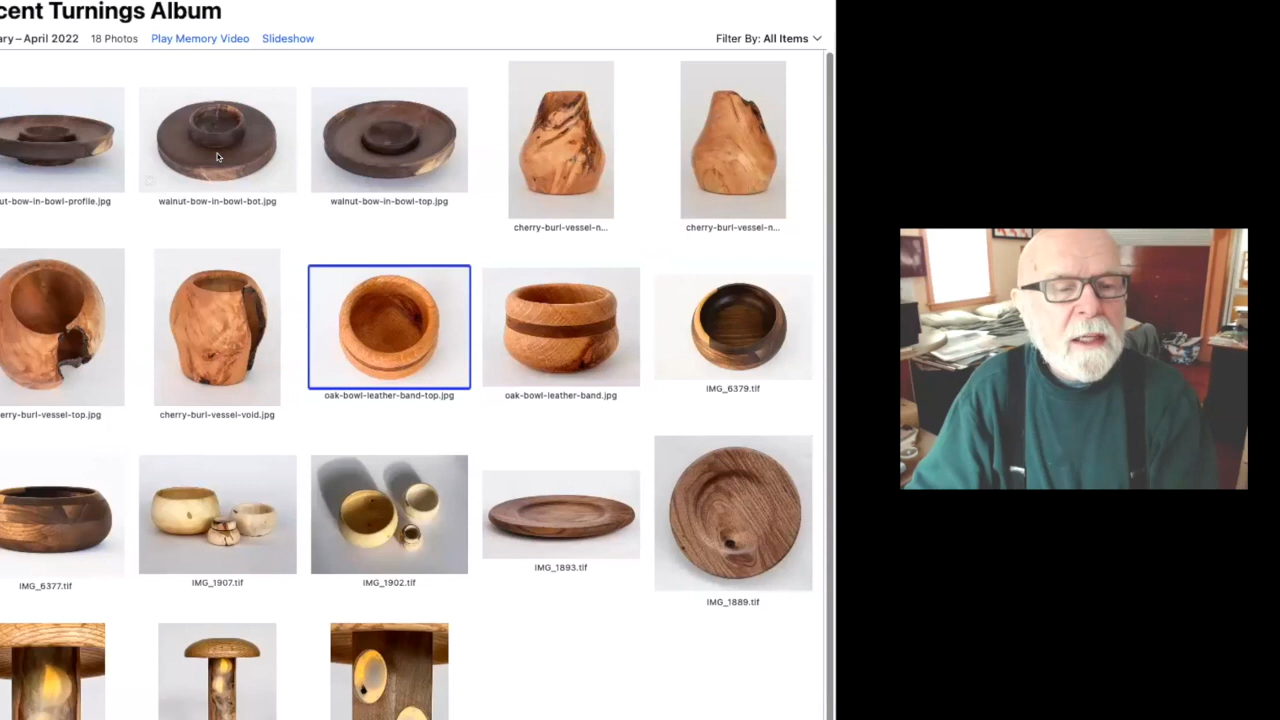 cent Turnings Album
ary – April 2022 18 Photos Play Memory Video Slideshow Filter By: All Items
ut-bow-in-bowl-profile.jpg walnut-bow-in-bowl-bot.jpg walnut-bow-in-bowl-top.jpg
cherry-burl-vessel-n... cherry-burl-vessel-n...
IMG_6379.tif
oak-bowl-leather-band-top.jpg oak-bowl-leather-band.jpg
erry-burl-vessel-top.jpg cherry-burl-vessel-void.jpg
IMG_1893.tif
IMG_6377.tif IMG_1907.tif IMG_1902.tif
IMG_1889.tif